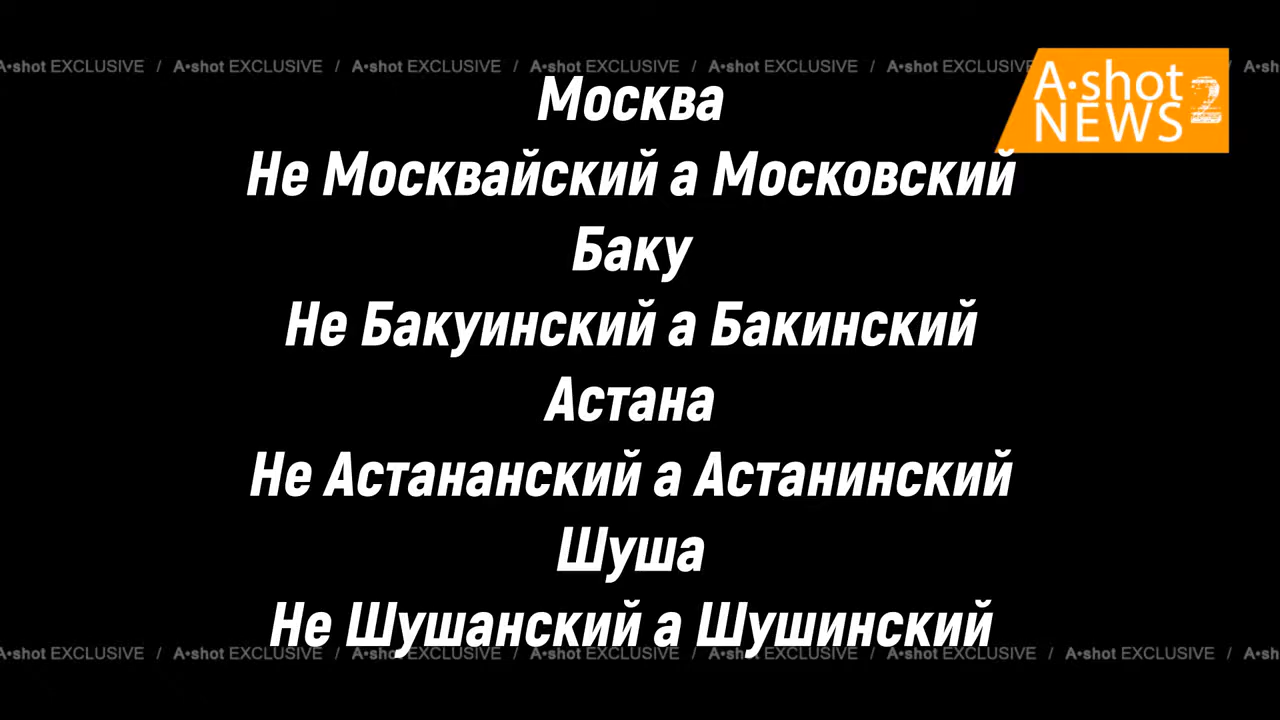 A•shot EXCLUSIVE / A•shot EXCLUSIVE / A•shot EXCLUSIVE / A•shot EXCLUSIVE / A•shot EXCLUSIVE / A•shot EXCLUSIVE / A•sh
A•shot
NEWS 2
Москва
Не Москвайский а Московский
Баку
Не Бакуинский а Бакинский
Астана
Не Астананский а Астанинский
Шуша
Не Шушанский а Шушинский
A•shot EXCLUSIVE / A•shot EXCLUSIVE / A•shot EXCLUSIVE / A•shot EXCLUSIVE / A•shot EXCLUSIVE / A•shot EXCLUSIVE / A•shot EXCLUSIVE / A•sh